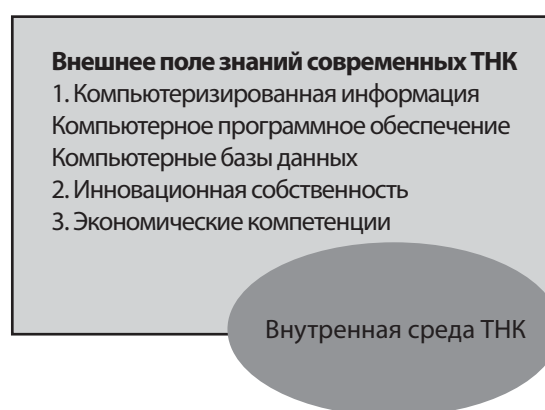 Внешнее поле знаний современных ТНК
1. Компьютеризированная информация
Компьютерное программное обеспечение
Компьютерные базы данных
2. Инновационная собственность
3. Экономические компетенции
Внутренная среда ТНК